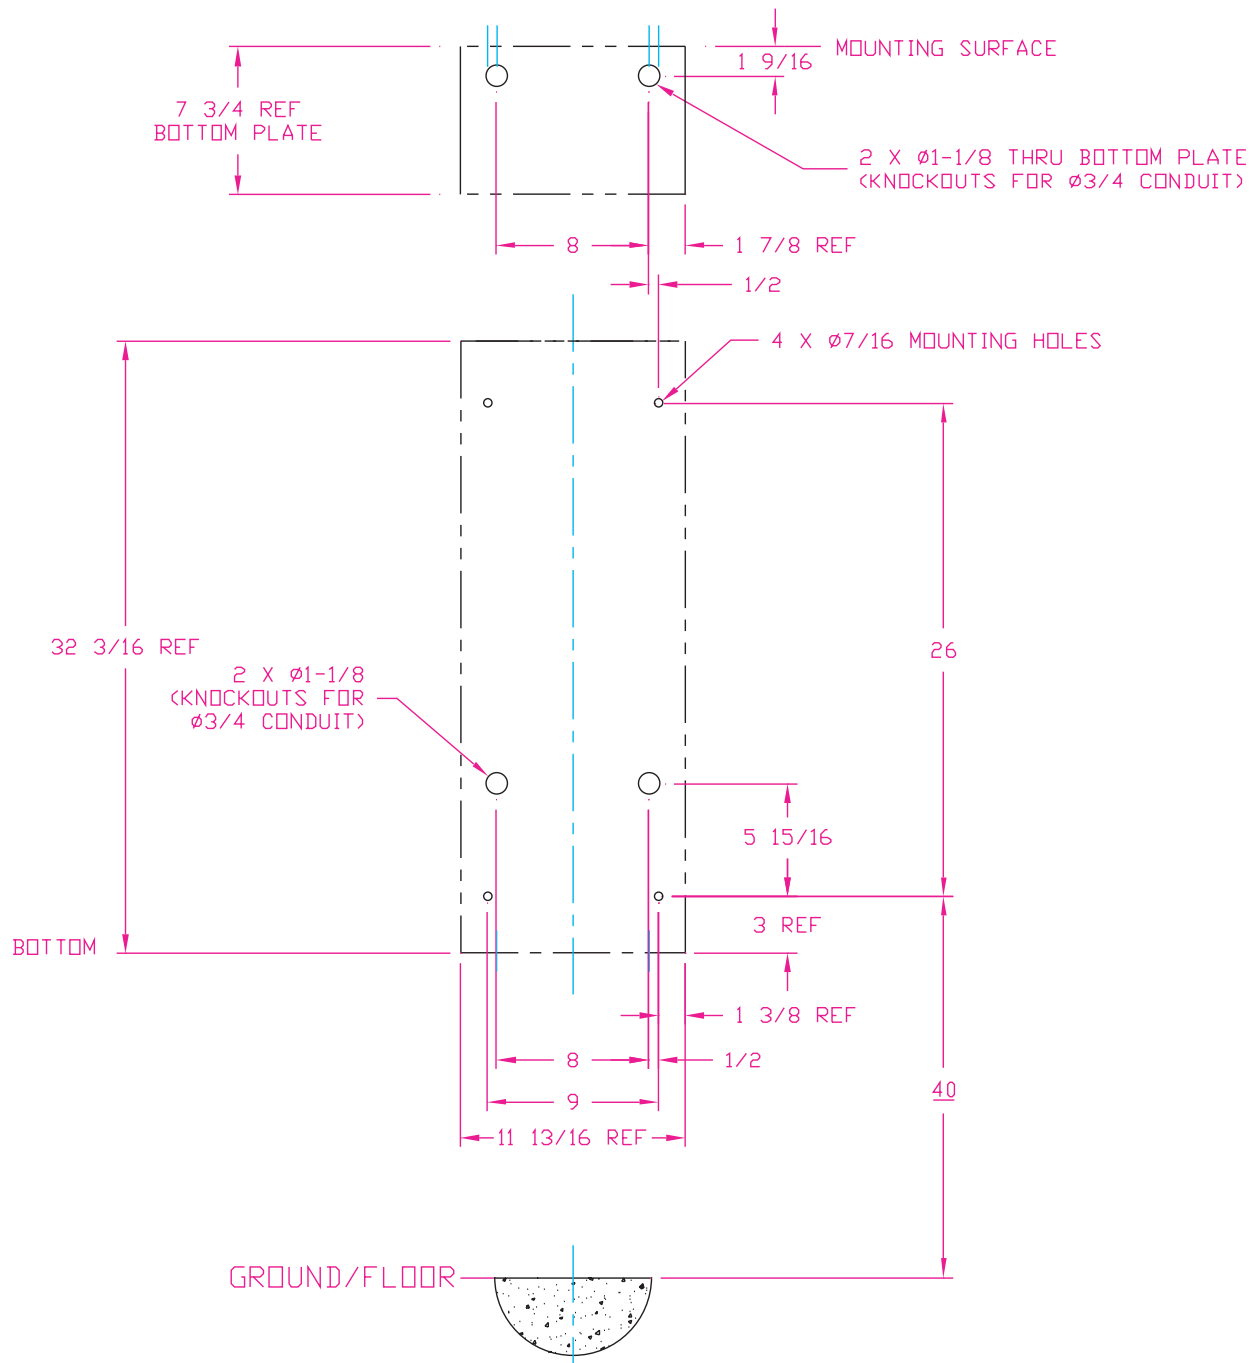 MOUNTING SURFACE
1 9/16
7 3/4 REF
BOTTOM PLATE
2 X Ø1-1/8 THRU BOTTOM PLATE
(KNOCKOUTS FOR Ø3/4 CONDUIT)
8
1 7/8 REF
1/2
4 X Ø7/16 MOUNTING HOLES
32 3/16 REF
26
2 X Ø1-1/8
(KNOCKOUTS FOR
Ø3/4 CONDUIT)
5 15/16
3 REF
BOTTOM
1 3/8 REF
8
1/2
40
9
11 13/16 REF
GROUND/FLOOR